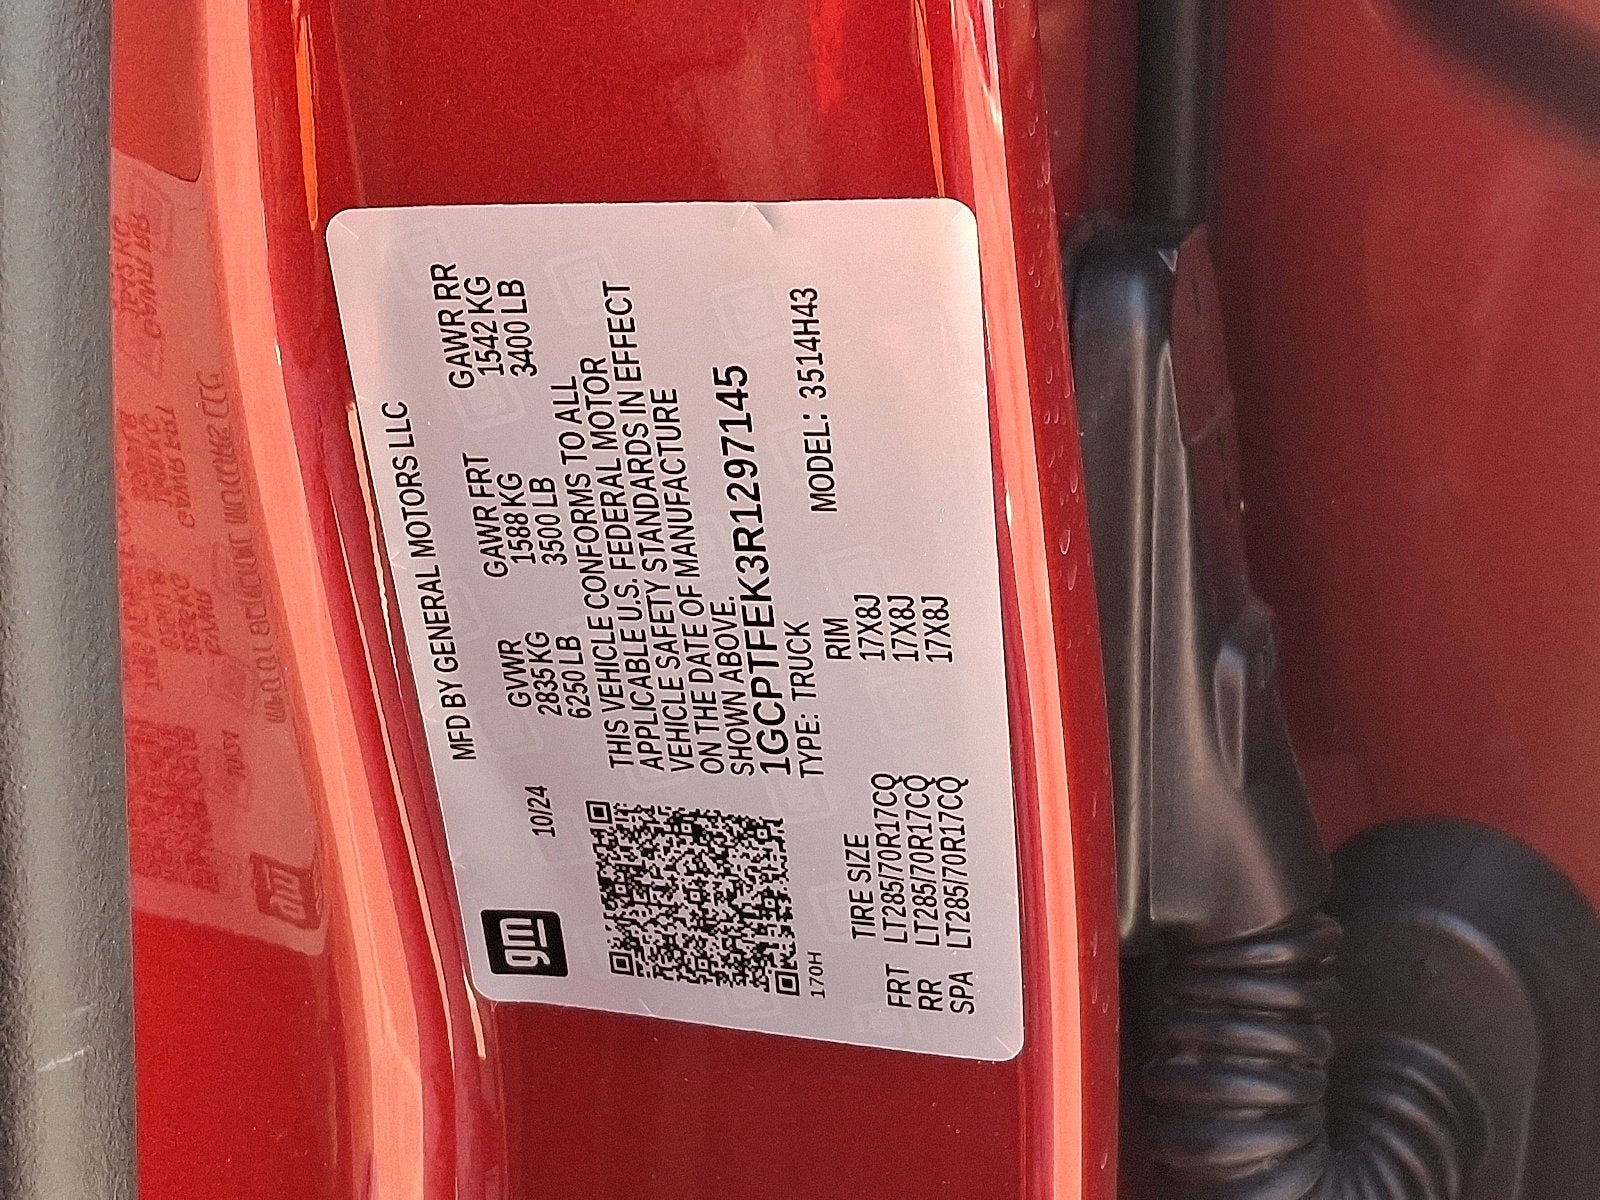 gm
10/24
MFD BY GENERAL MOTORS LLC
GVWR GAWR FRT GAWR RR
2835 KG 1588 KG 1542 KG
6250 LB 3500 LB 3400 LB
THIS VEHICLE CONFORMS TO ALL
APPLICABLE U.S. FEDERAL MOTOR
VEHICLE SAFETY STANDARDS IN EFFECT
ON THE DATE OF MANUFACTURE
SHOWN ABOVE.
1GCPTFEK3R1297145
170H
TYPE: TRUCK MODEL: 3514H43
TIRE SIZE RIM
FRT LT285/70R17CQ 17X8J
RR LT285/70R17CQ 17X8J
SPA LT285/70R17CQ 17X8J